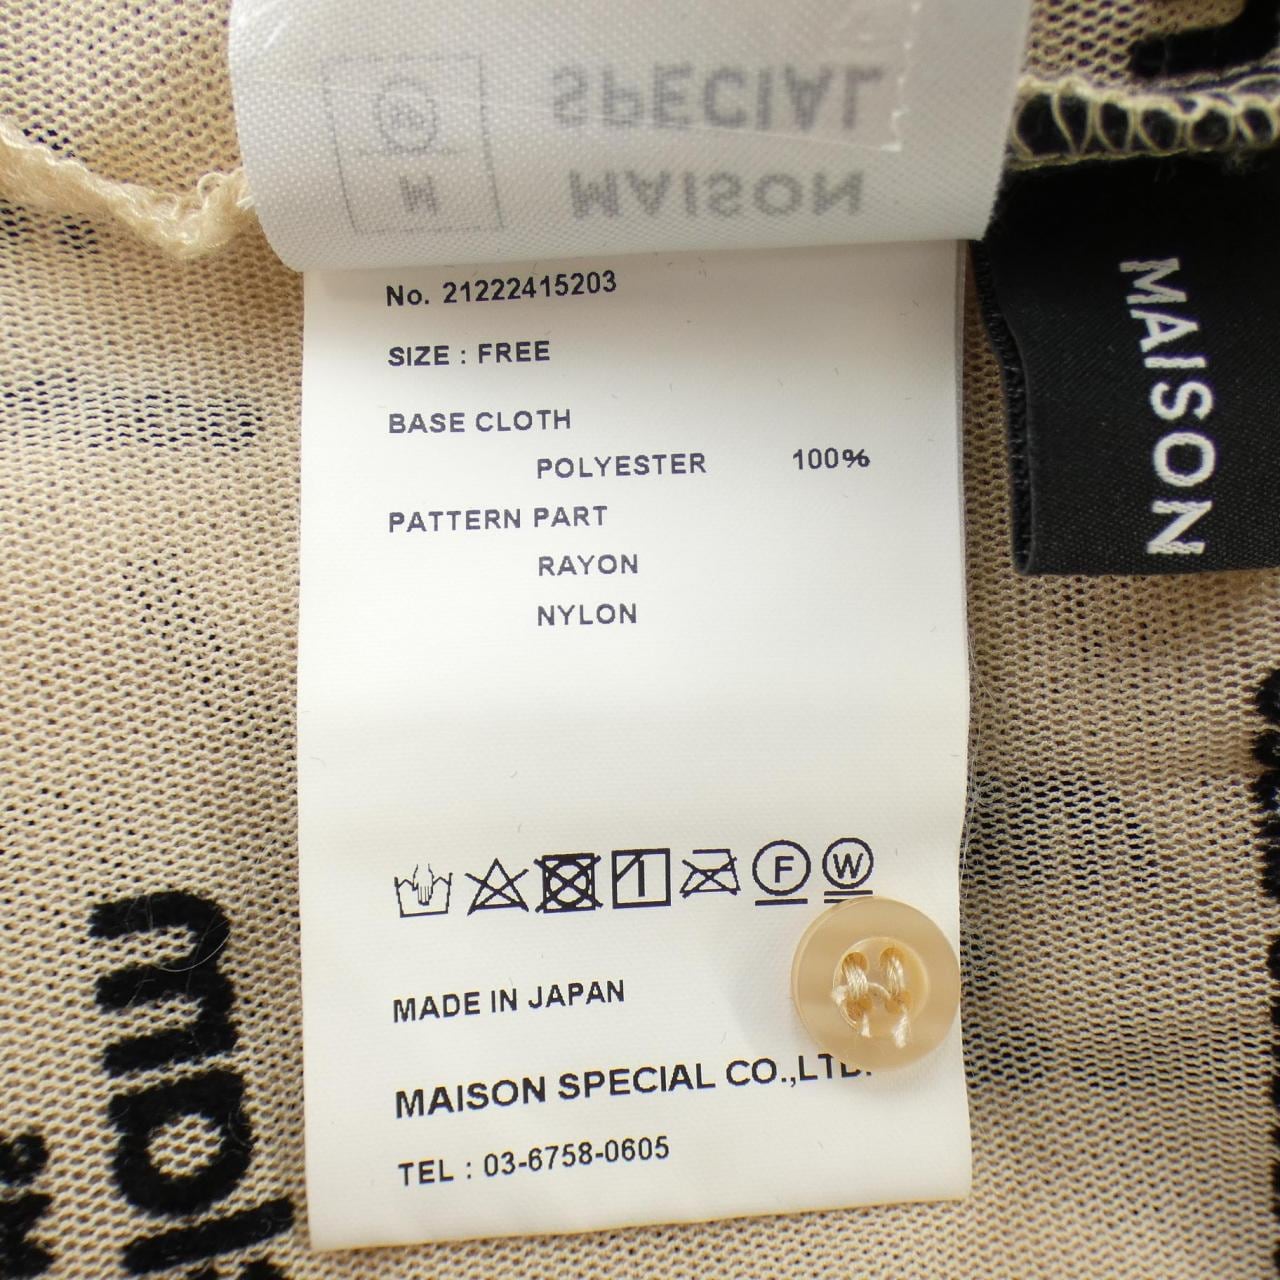 MAISON
SPECIAL
M
No. 21222415203
SIZE : FREE
BASE CLOTH
POLYESTER 100%
PATTERN PART
RAYON
NYLON
F W
MADE IN JAPAN
MAISON SPECIAL CO.,LTD.
TEL : 03-6758-0605
MAISON